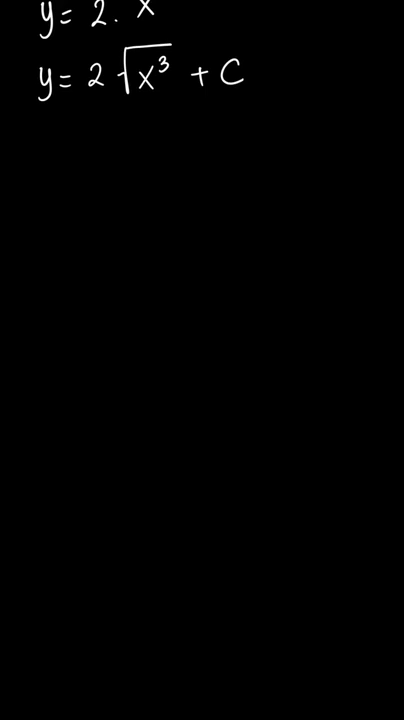 y = 2 . x
y = 2 √x³ + C